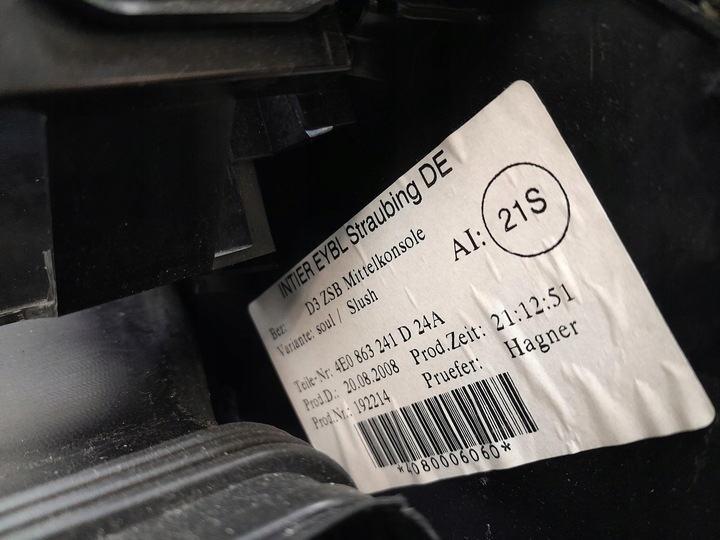 INTIER EYBL Straubing DE
Bez: D3 ZSB Mittelkonsole
Variante: soul / Slush
AI: 21S
Teile-Nr: 4E0 863 241 D 24A
Prod.D.: 20.08.2008 Prod.Zeit: 21:12:51
Prod.Nr.: 192214 Pruefer: Hagner
*4080006060*